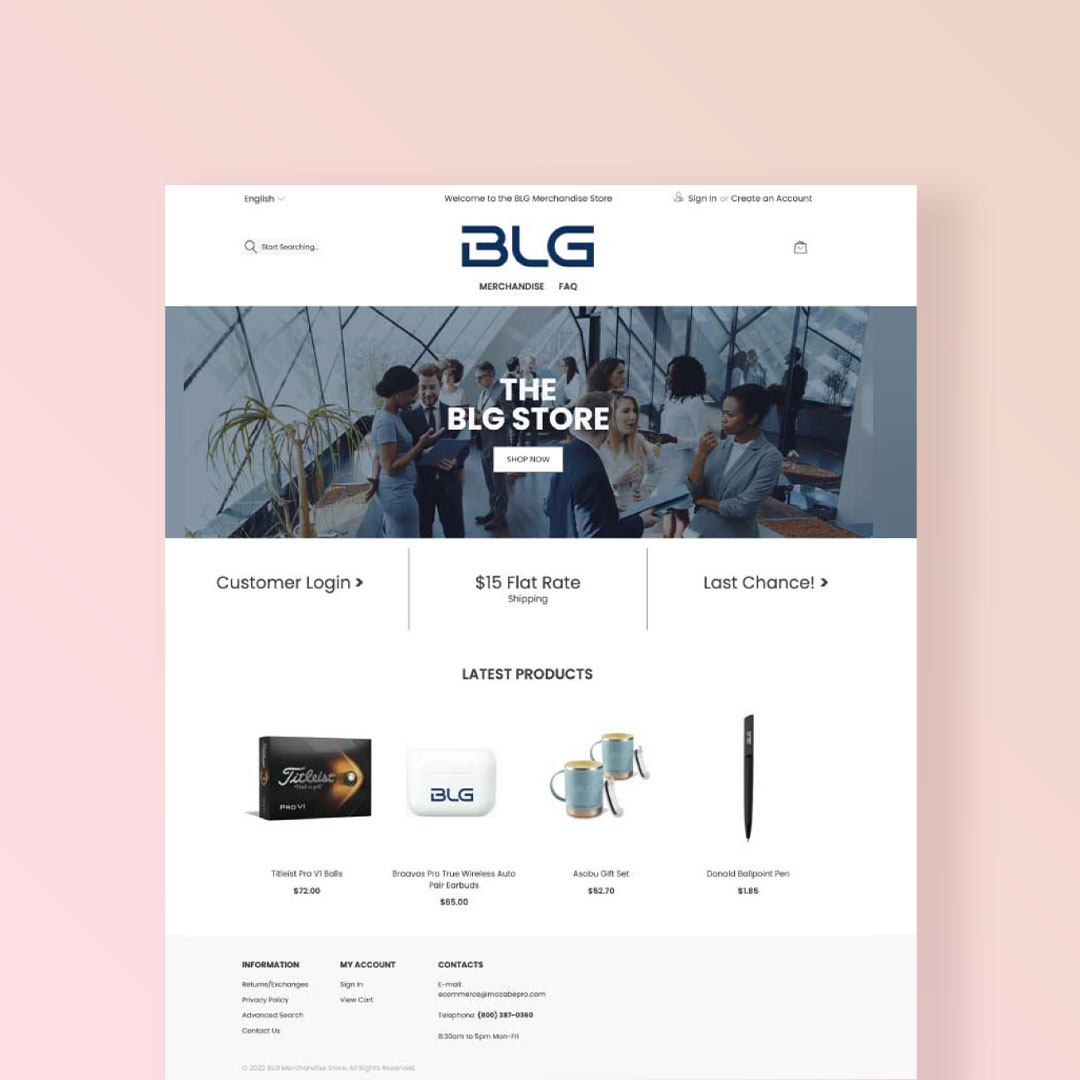 English
Welcome to the BLG Merchandise Store
Sign In or Create an Account
Start Searching...
BLG
MERCHANDISE FAQ
THE
BLG STORE
SHOP NOW
Customer Login >
$15 Flat Rate
Shipping
Last Chance! >
LATEST PRODUCTS
Titleist
PRO V1
BLG
Titleist Pro V1 Balls
$72.00
Braavos Pro True Wireless Auto
Pair Earbuds
$65.00
Asobu Gift Set
$52.70
Donald Ballpoint Pen
$1.85
INFORMATION
Returns/Exchanges
Privacy Policy
Advanced Search
Contact Us
MY ACCOUNT
Sign In
View Cart
CONTACTS
E-mail:
ecommerce@mccabepro.com
Telephone: (800) 387-0360
8:30am to 5pm Mon-Fri
© 2022 BLG Merchandise Store. All Rights Reserved.